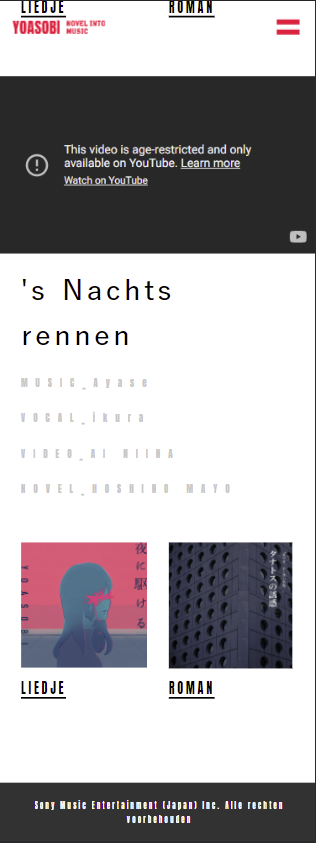 LIEDJE ROMAN
YOASOBI NOVEL INTO
MUSIC
This video is age-restricted and only
available on YouTube. Learn more
Watch on YouTube
's Nachts
rennen
MUSIC_Ayase
VOCAL_ikura
VIDEO_AI NIINA
NOVEL_HOSHINO MAYO
YOASOBI
夜に駆ける
タナトスの誘惑
LIEDJE ROMAN
Sony Music Entertainment (Japan) Inc. Alle rechten
voorbehouden